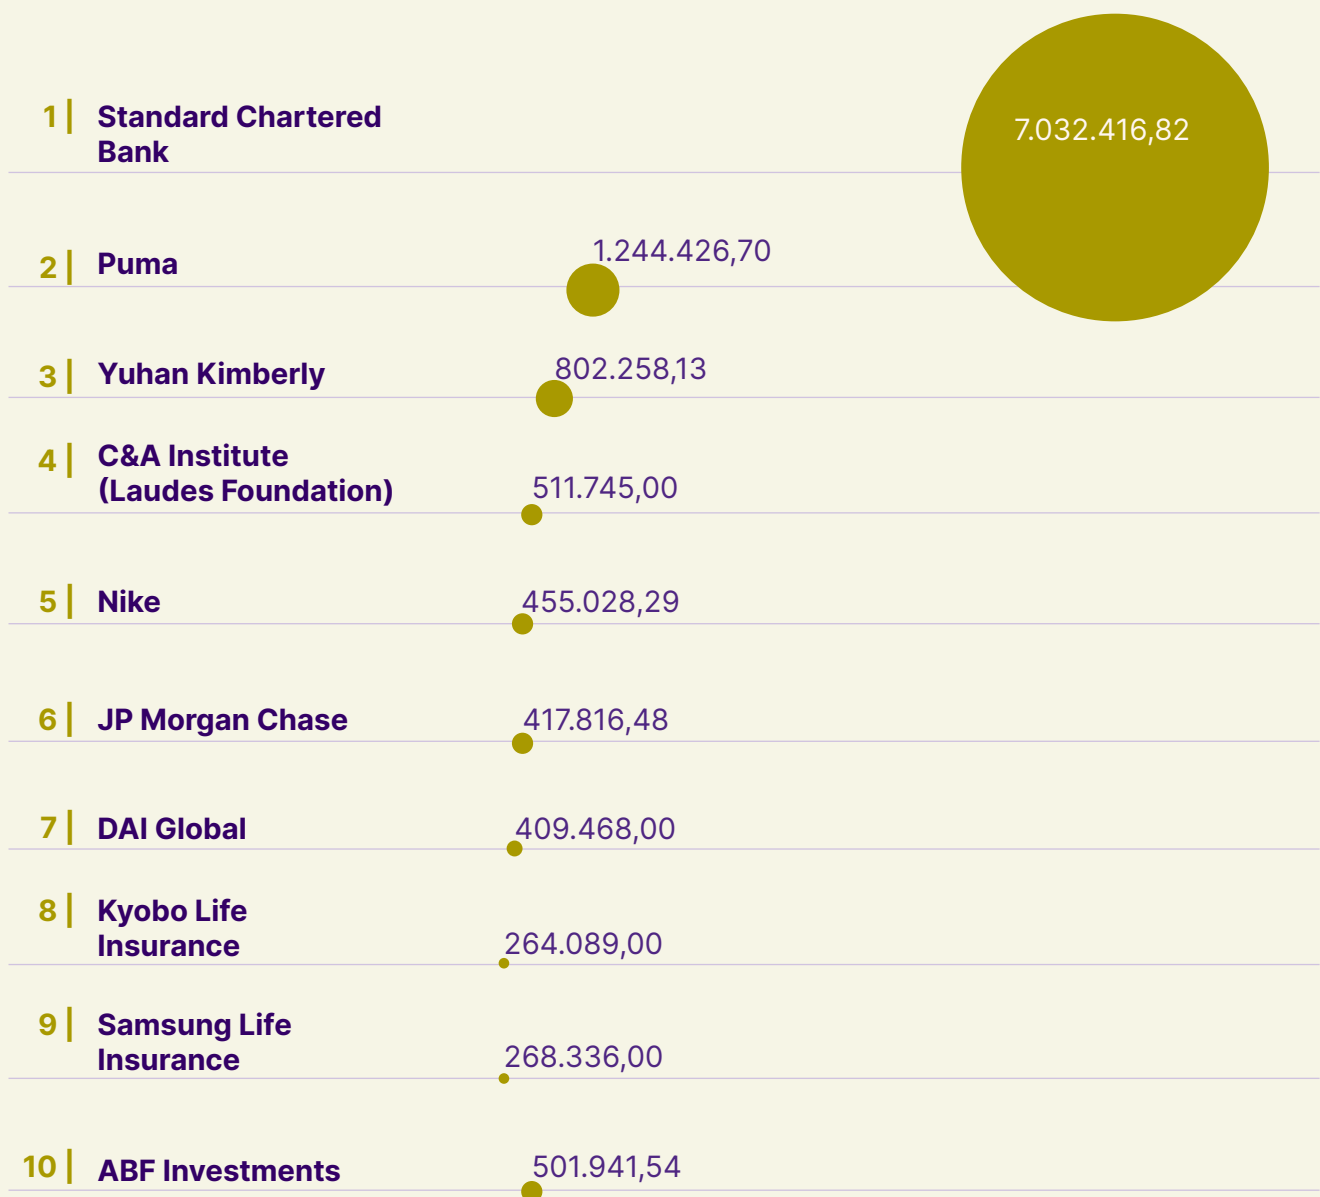 1 | Standard Chartered
Bank
7.032.416,82
2 | Puma
1.244.426,70
3 | Yuhan Kimberly
802.258,13
4 | C&A Institute
(Laudes Foundation)
511.745,00
5 | Nike
455.028,29
6 | JP Morgan Chase
417.816,48
7 | DAI Global
409.468,00
8 | Kyobo Life
Insurance
264.089,00
9 | Samsung Life
Insurance
268.336,00
10 | ABF Investments
501.941,54